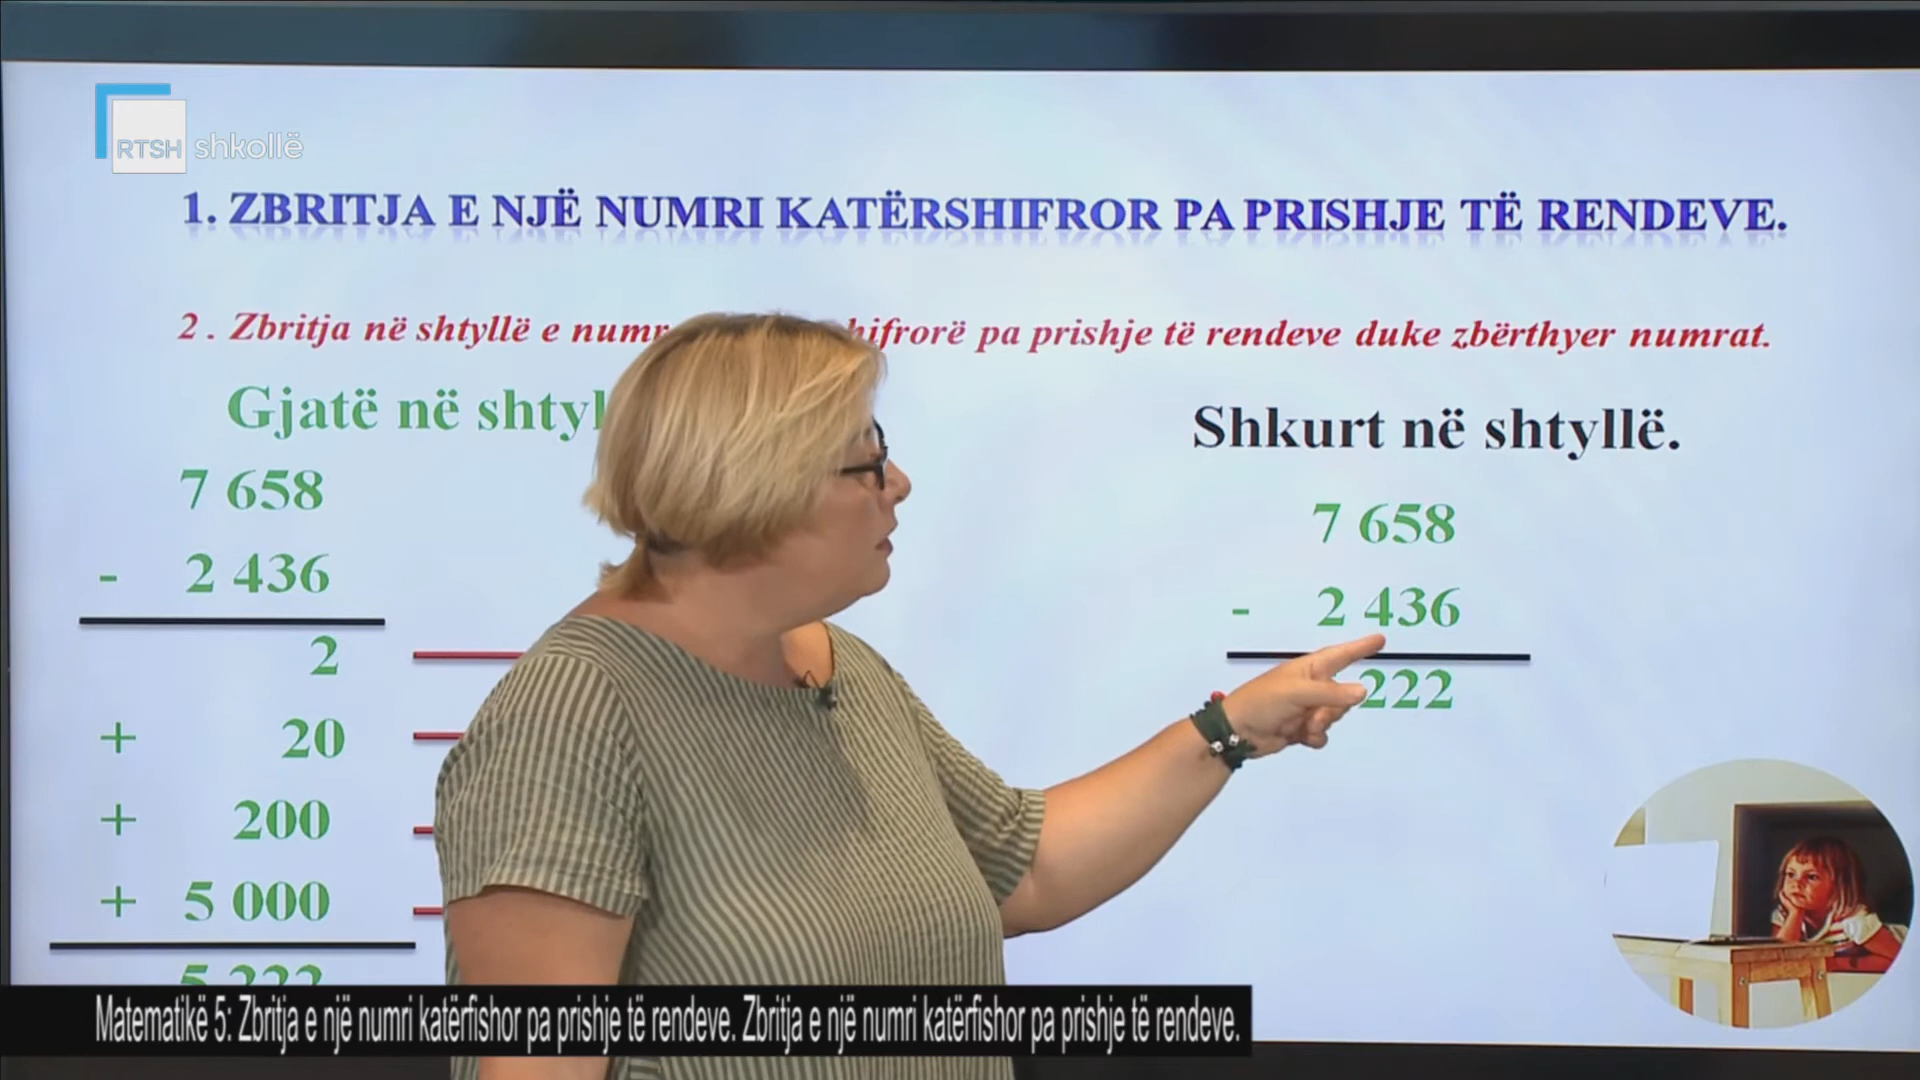 RTSH shkollë
1. ZBRITJA E NJË NUMRI KATËRSHIFROR PA PRISHJE TË RENDEVE.
2 . Zbritja në shtyllë e pa prishje të rendeve duke zbërthyer numrat.
Gjatë në
7 658
- 2 436
2
+ 20
+ 200
+ 5 000
5 222
Shkurt në shtyllë.
7 658
- 2 436
222
Matematikë 5: Zbritja e një numri katërfishor pa prishje të rendeve. Zbritja e një numri katërfishor pa prishje të rendeve.